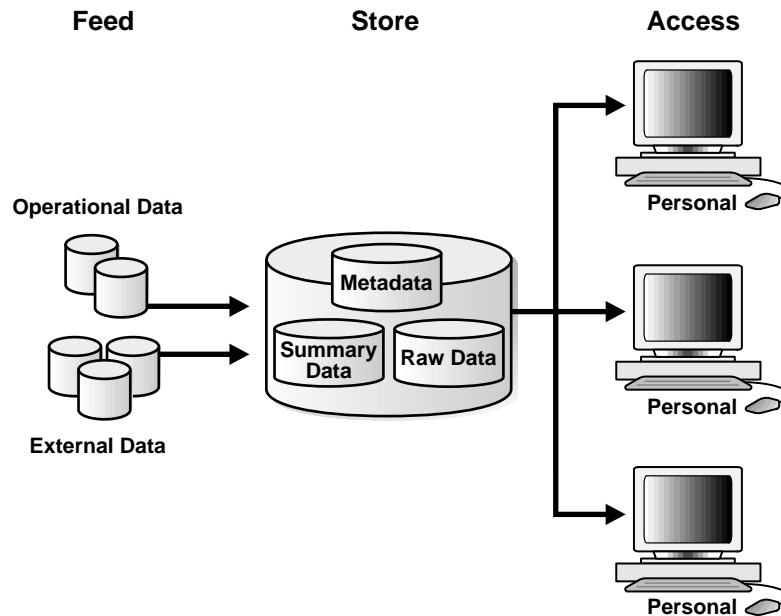 Feed
Store
Access
Operational Data
External Data
Metadata
Summary
Data
Raw Data
Personal
Personal
Personal